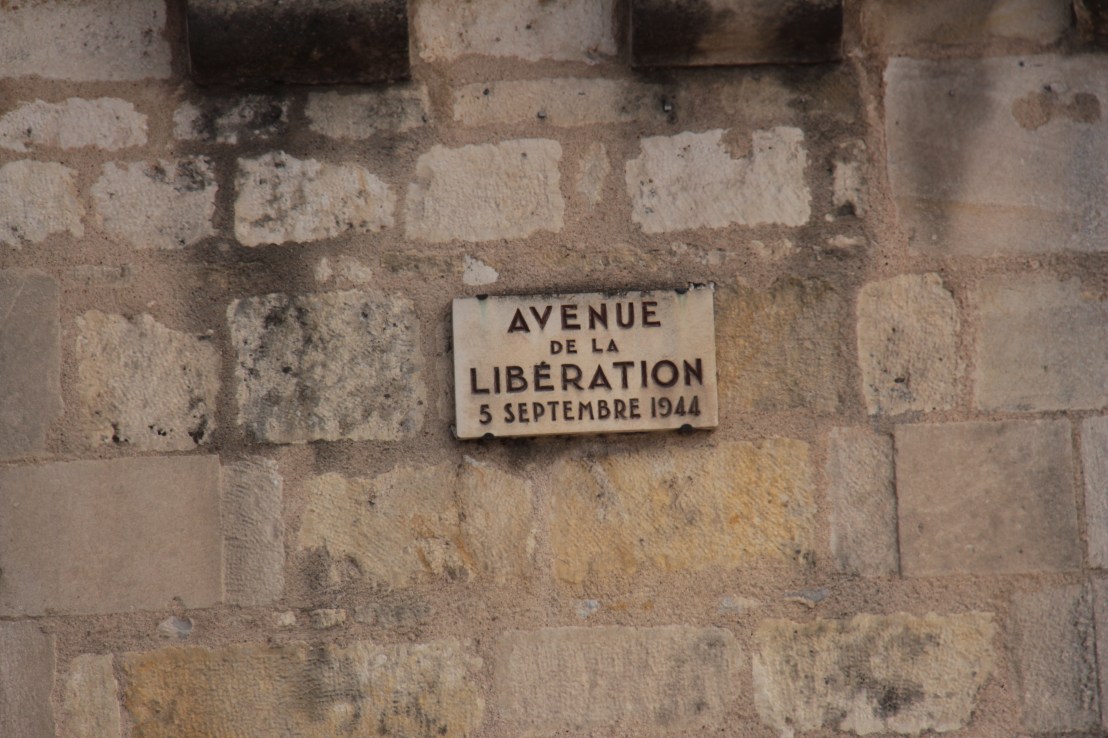 AVENUE
DE LA
LIBÉRATION
5 SEPTEMBRE 1944